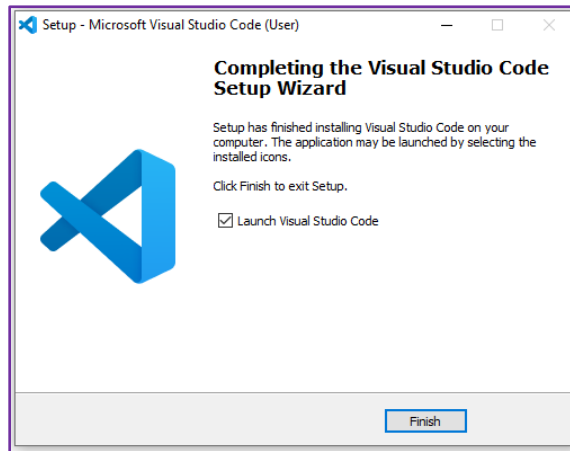 Setup - Microsoft Visual Studio Code (User)
Completing the Visual Studio Code
Setup Wizard
Setup has finished installing Visual Studio Code on your
computer. The application may be launched by selecting the
installed icons.
Click Finish to exit Setup.
Launch Visual Studio Code
Finish